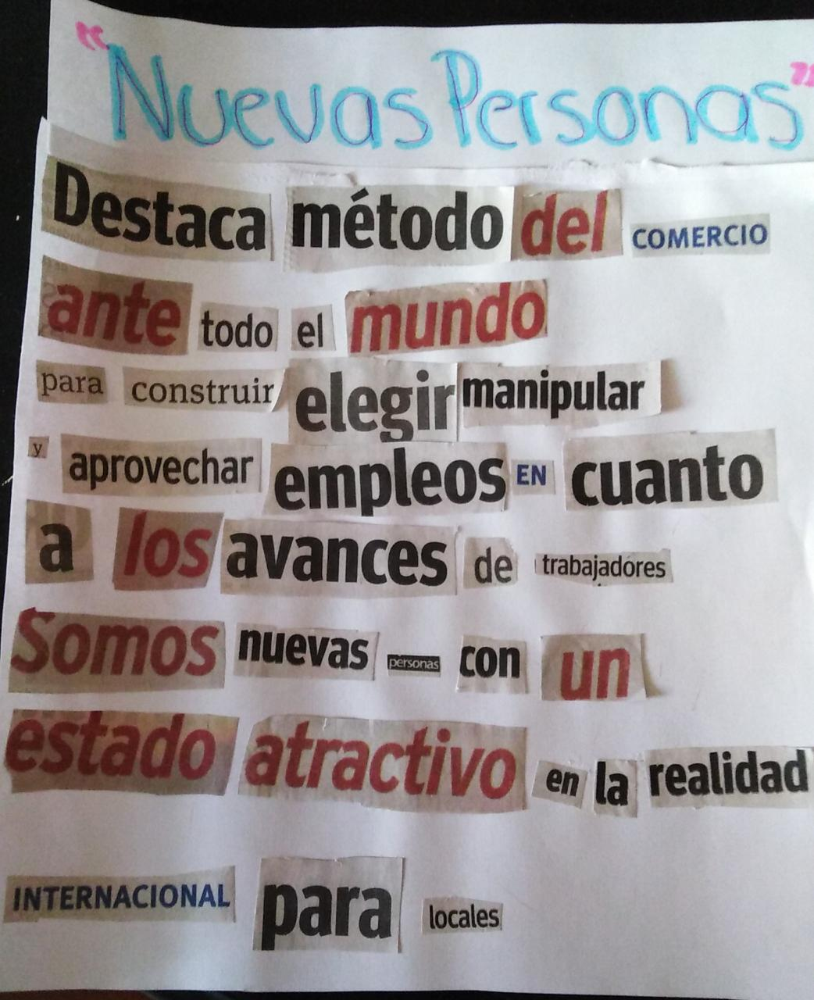 "Nuevas Personas"
Destaca método del COMERCIO
ante todo el mundo
para construir elegir manipular
y aprovechar empleos EN cuanto
a los avances de trabajadores
Somos nuevas personas con un
estado atractivo en la realidad
INTERNACIONAL para locales